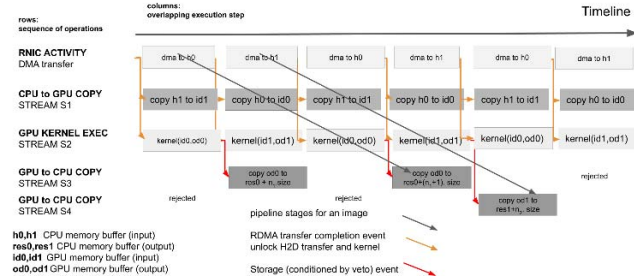 rows:
sequence of operations
columns:
overlapping execution step
Timeline
RNIC ACTIVITY
DMA transfer
dma to h0
dma to h1
dma to h0
dma to h1
dma to h0
dma to h1
CPU to GPU COPY
STREAM S1
copy h1 to id1
copy h0 to id0
copy h1 to id1
copy h0 to id0
copy h1 to id1
copy h0 to id0
GPU KERNEL EXEC
STREAM S2
kernel(id0,od0)
kernel(id1,od1)
kernel(id0,od0)
kernel(id1,od1)
kernel(id0,od0)
kernel(id1,od1)
GPU to CPU COPY
STREAM S3
copy od0 to
res0 + n, size
copy od0 to
res0+(n,+1), size
rejected
GPU to CPU COPY
STREAM S4
rejected
rejected
copy od1 to
res1+n, size
pipeline stages for an image
h0,h1 CPU memory buffer (input)
res0,res1 CPU memory buffer (output)
id0,id1 GPU memory buffer (input)
od0,od1 GPU memory buffer (output)
RDMA transfer completion event
unlock H2D transfer and kernel
Storage (conditioned by veto) event